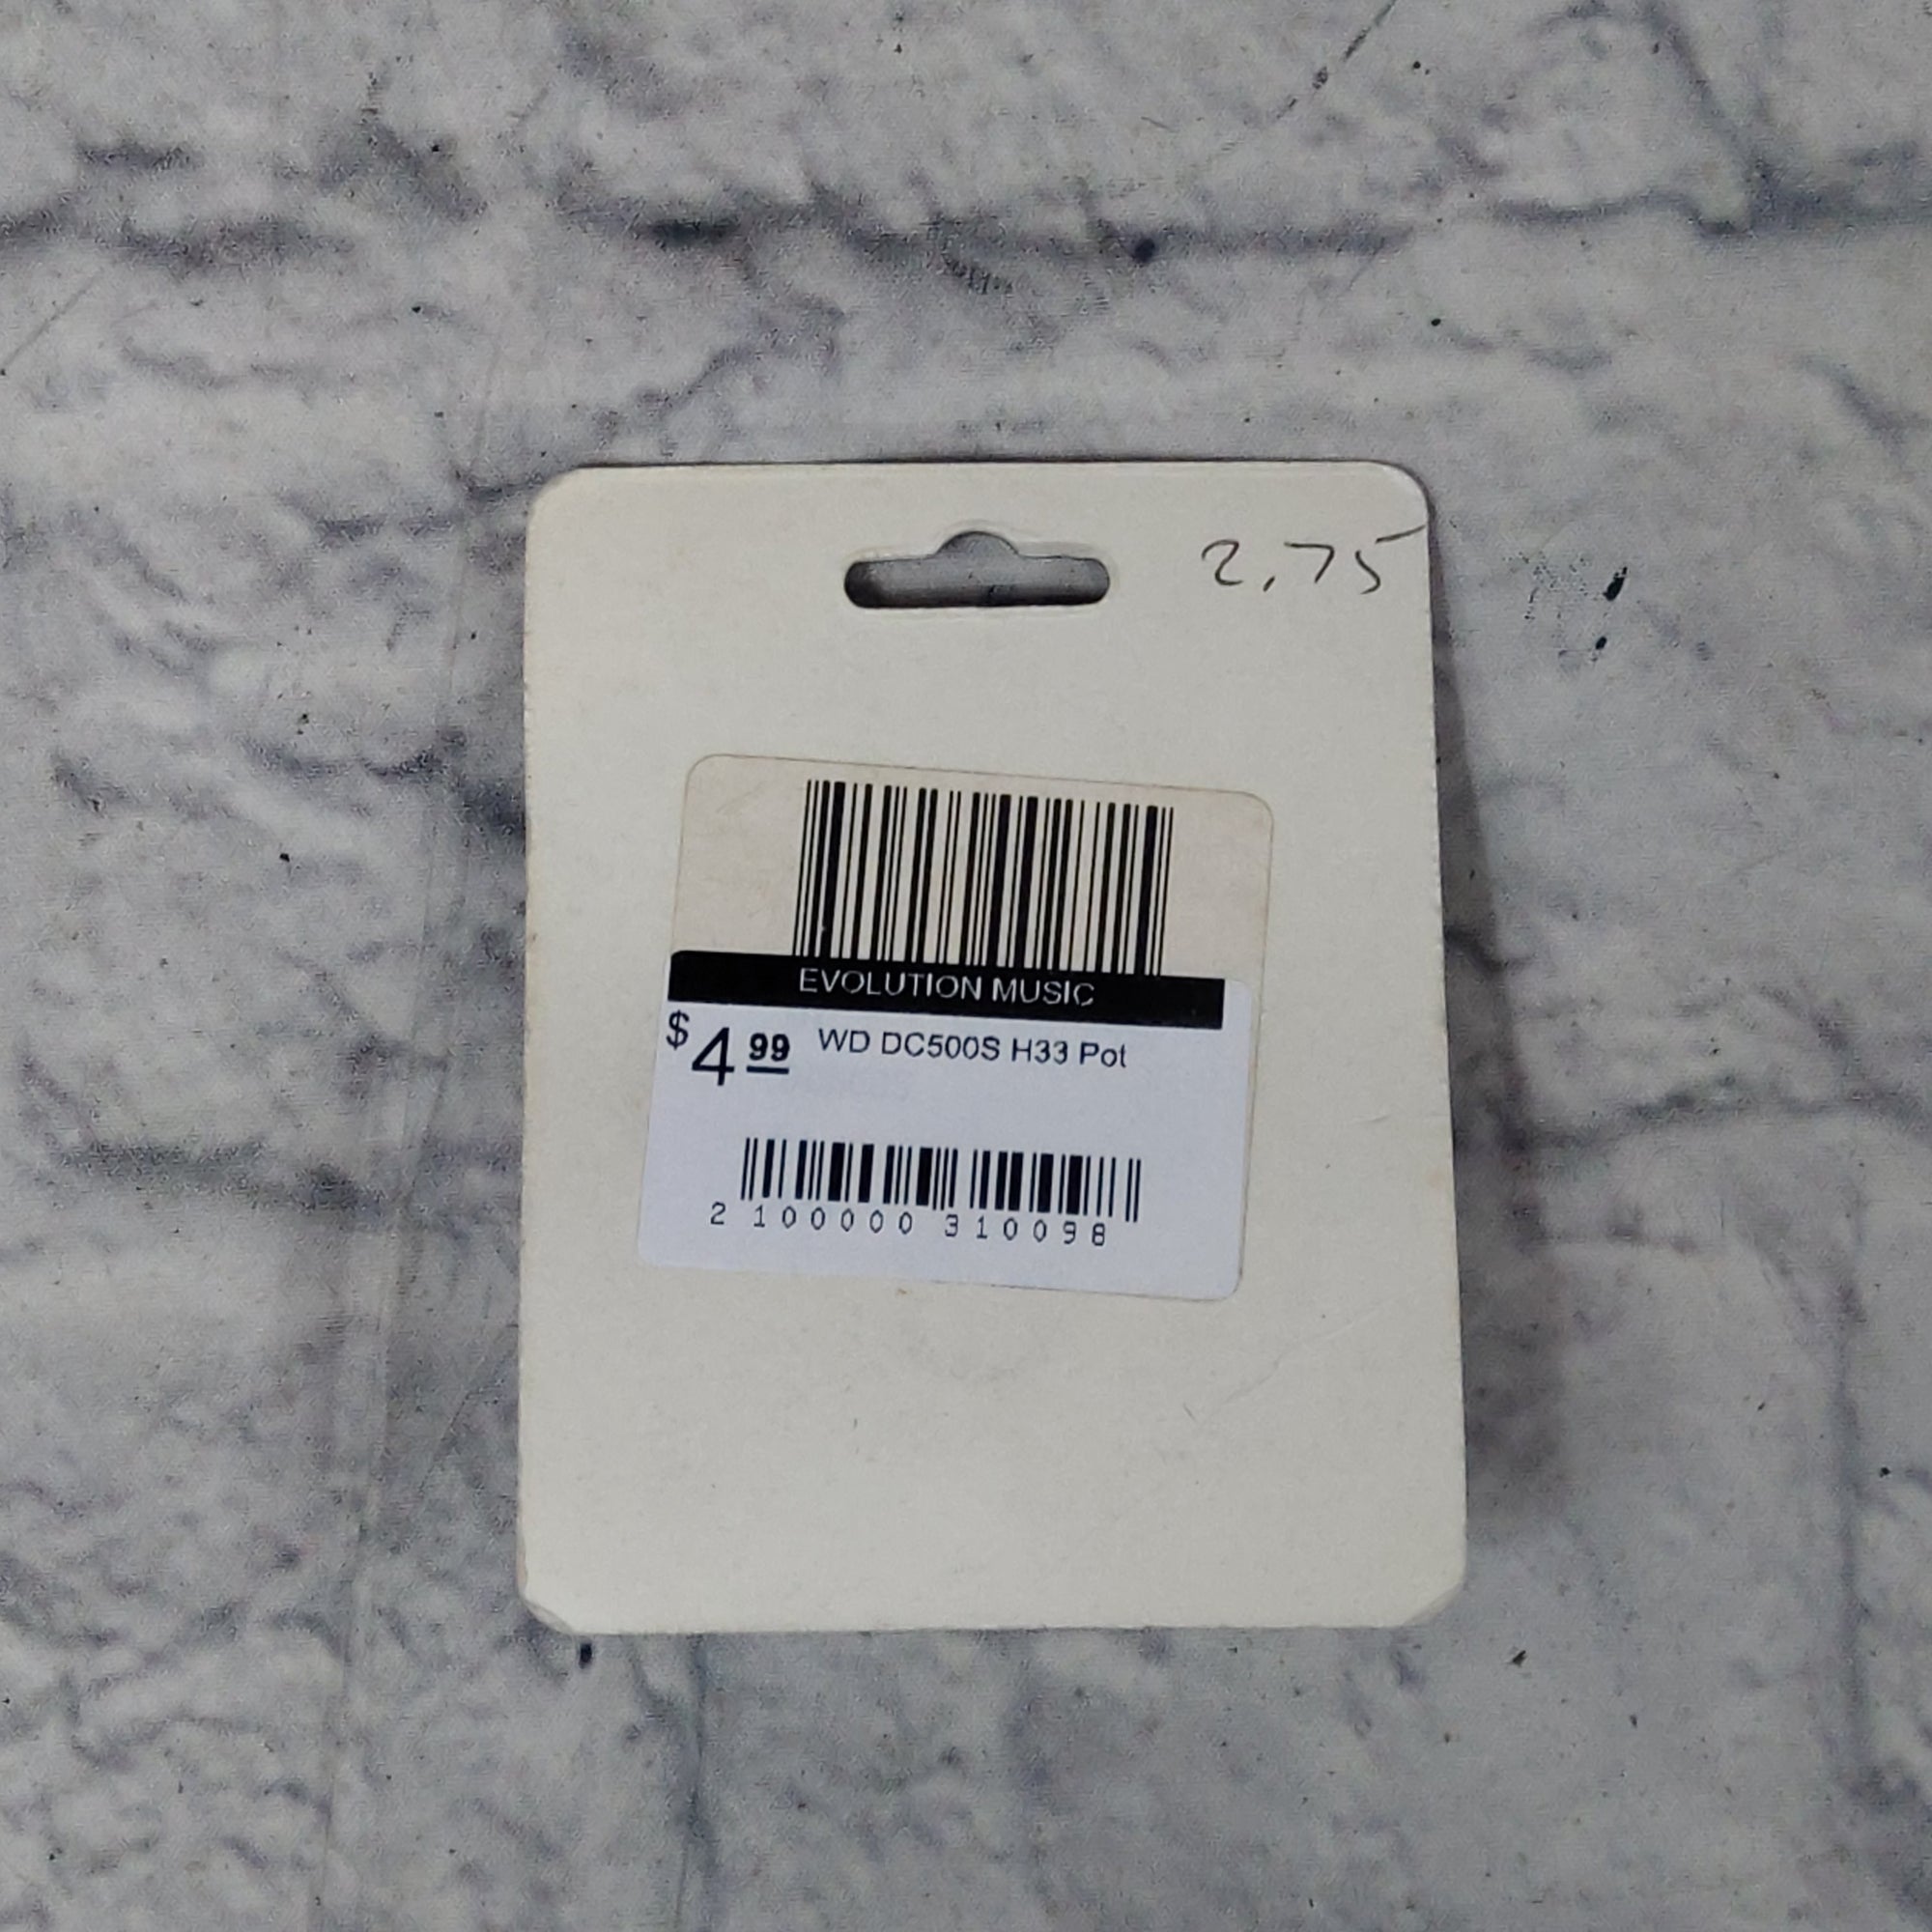 2.75
EVOLUTION MUSIC
$4 99 WD DC500S H33 Pot
2 100000 310098